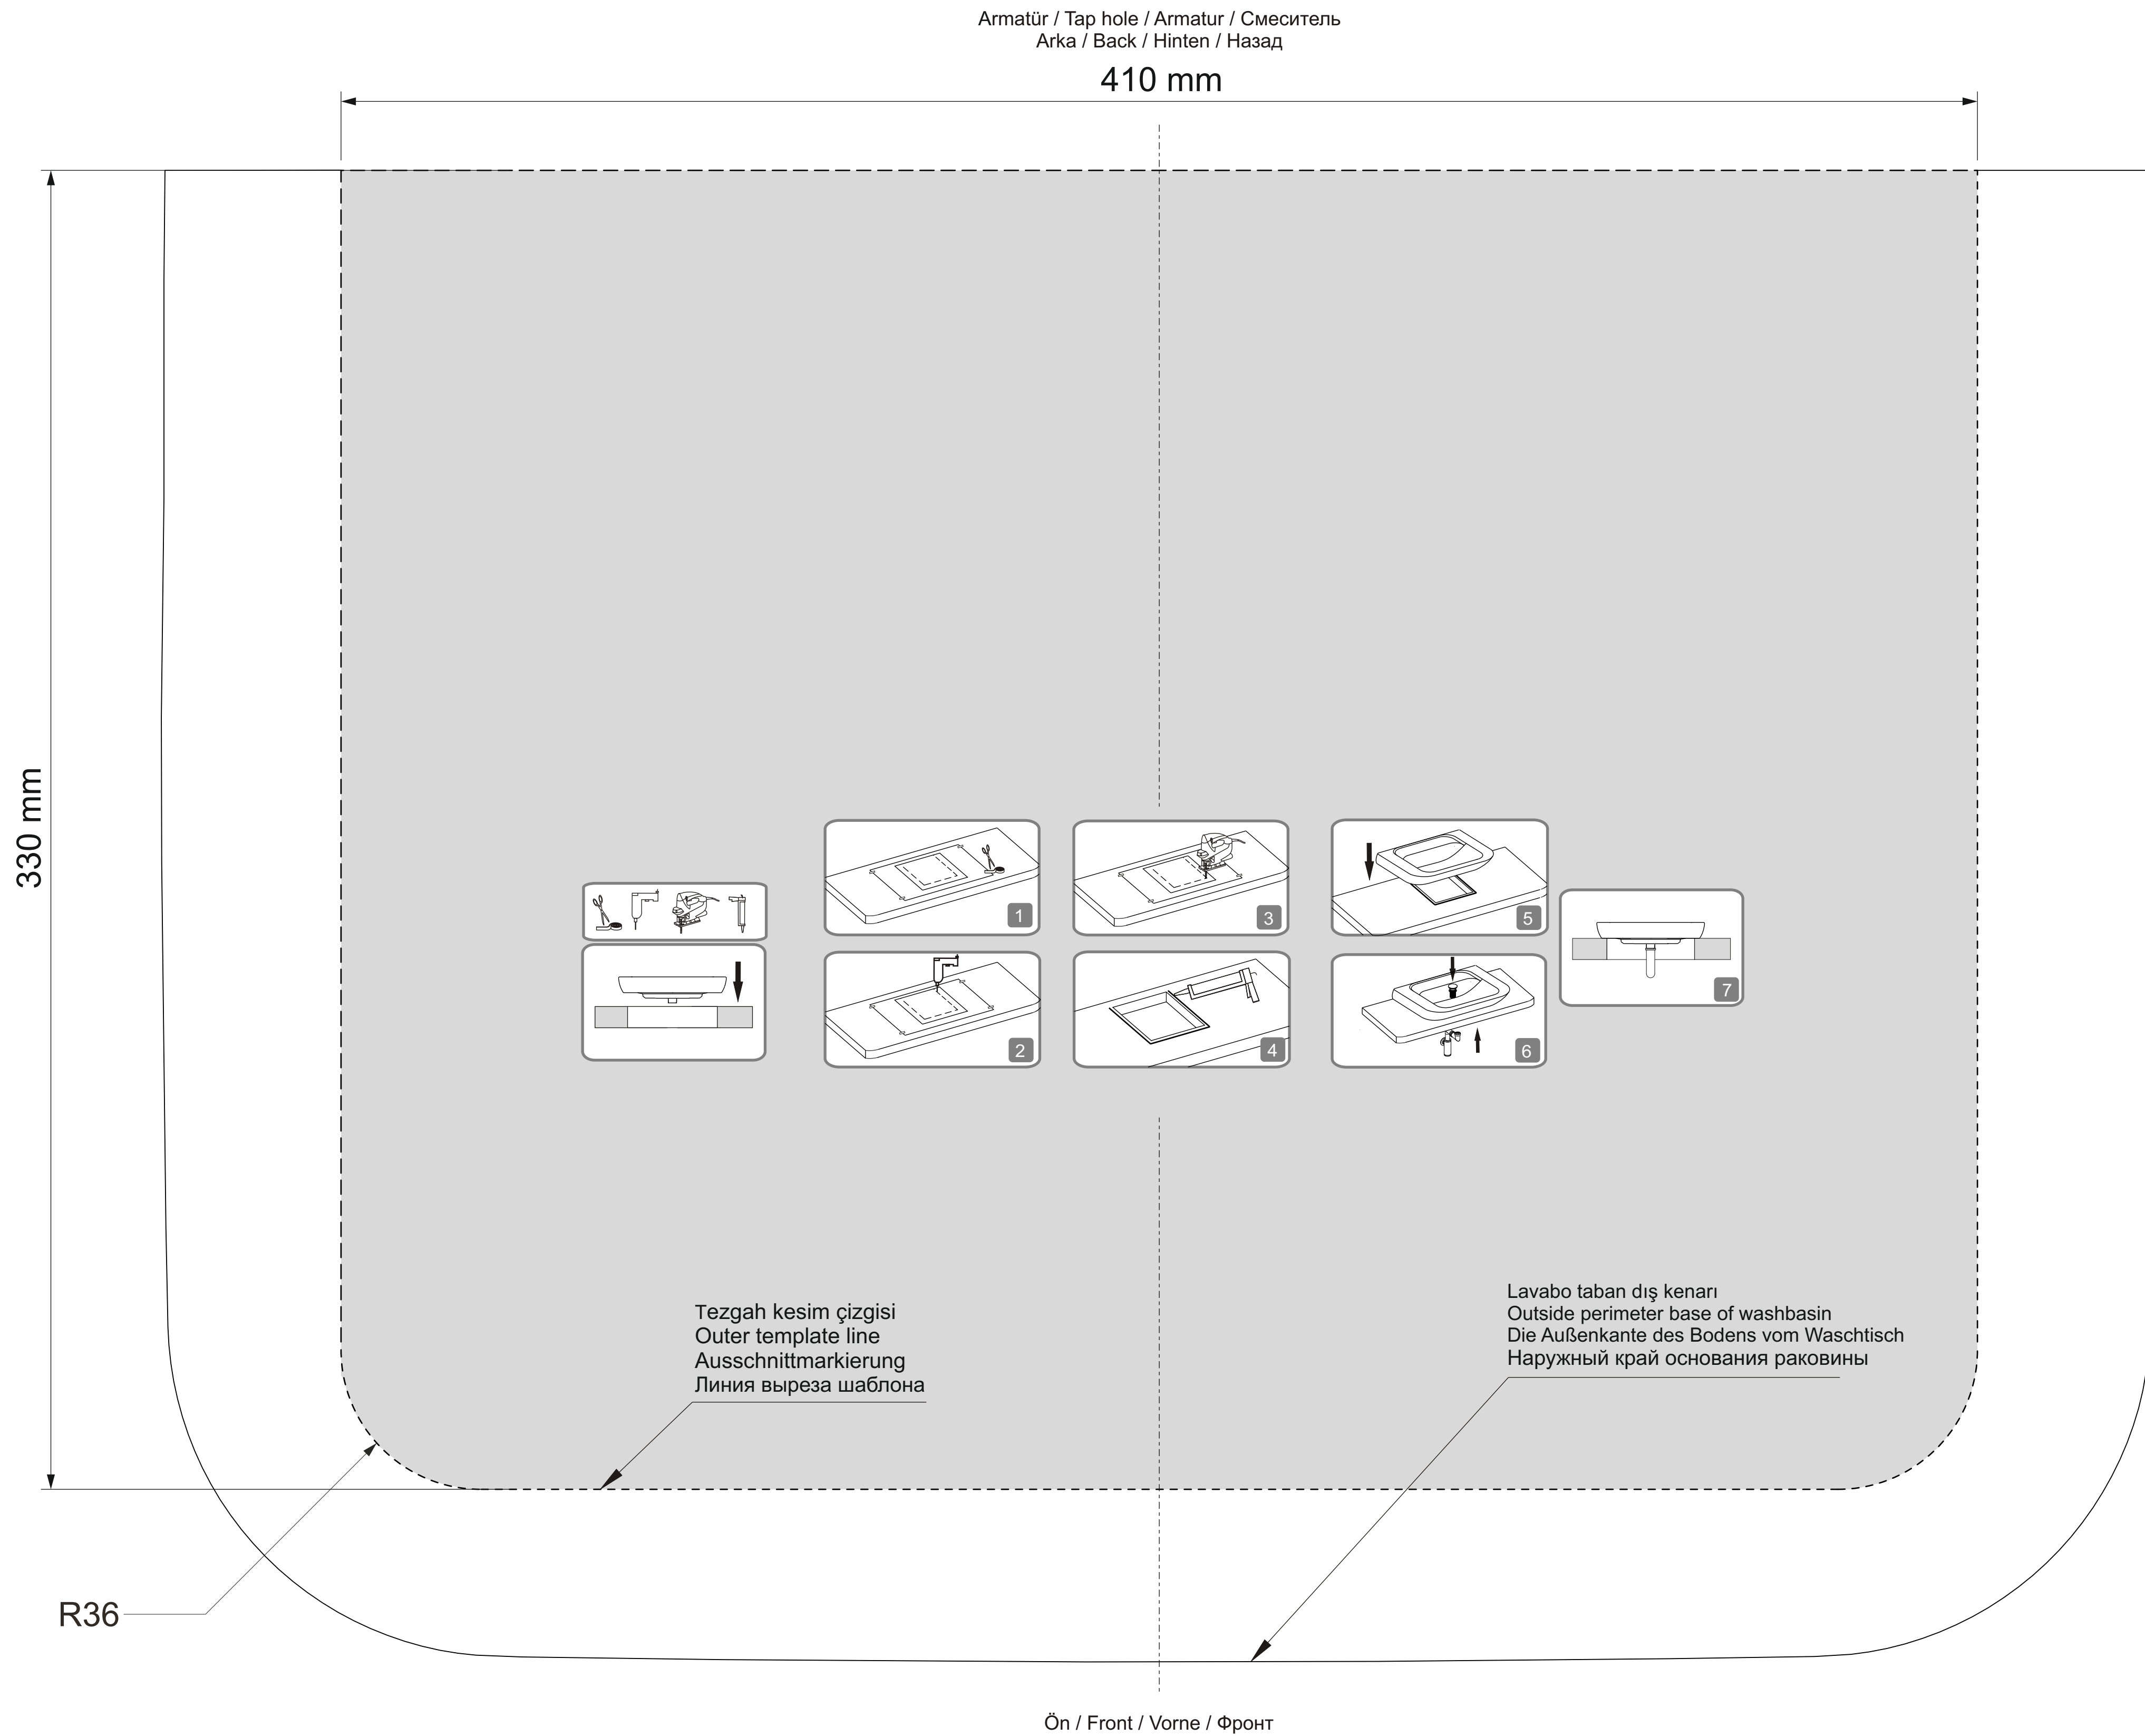 Armatür / Tap hole / Armatur / Смеситель
Arka / Back / Hinten / Назад
410 mm
330 mm
1
3
5
7
2
4
6
Tezgah kesim çizgisi
Outer template line
Ausschnittmarkierung
Линия выреза шаблона
Lavabo taban dış kenarı
Outside perimeter base of washbasin
Die Außenkante des Bodens vom Waschtisch
Наружный край основания раковины
R36
Ön / Front / Vorne / Фронт